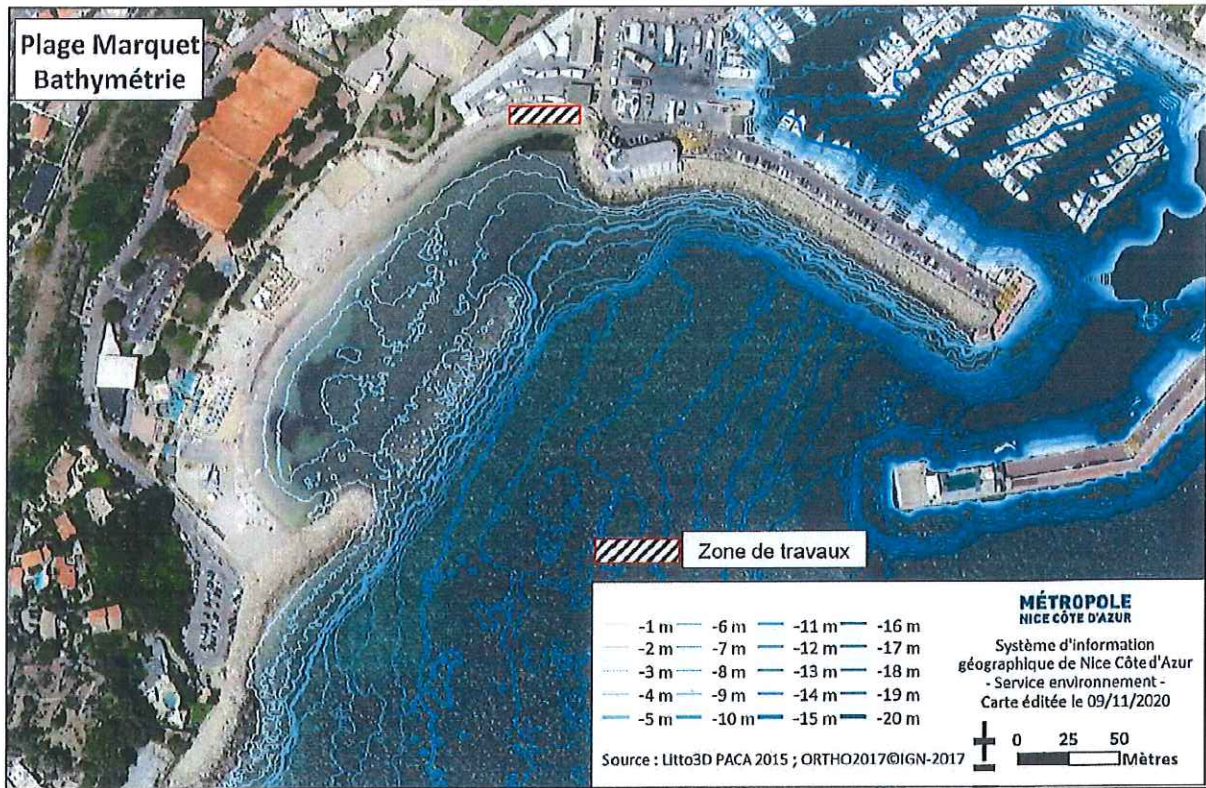 Plage Marquet
Bathymétrie
Zone de travaux
-1 m -6 m -11 m -16 m
-2 m -7 m -12 m -17 m
-3 m -8 m -13 m -18 m
-4 m -9 m -14 m -19 m
-5 m -10 m -15 m -20 m
MÉTROPOLE
NICE CÔTE D'AZUR
Système d'information
géographique de Nice Côte d'Azur
- Service environnement -
Carte éditée le 09/11/2020
0 25 50
Mètres
Source : Litto3D PACA 2015 ; ORTHO2017©IGN-2017